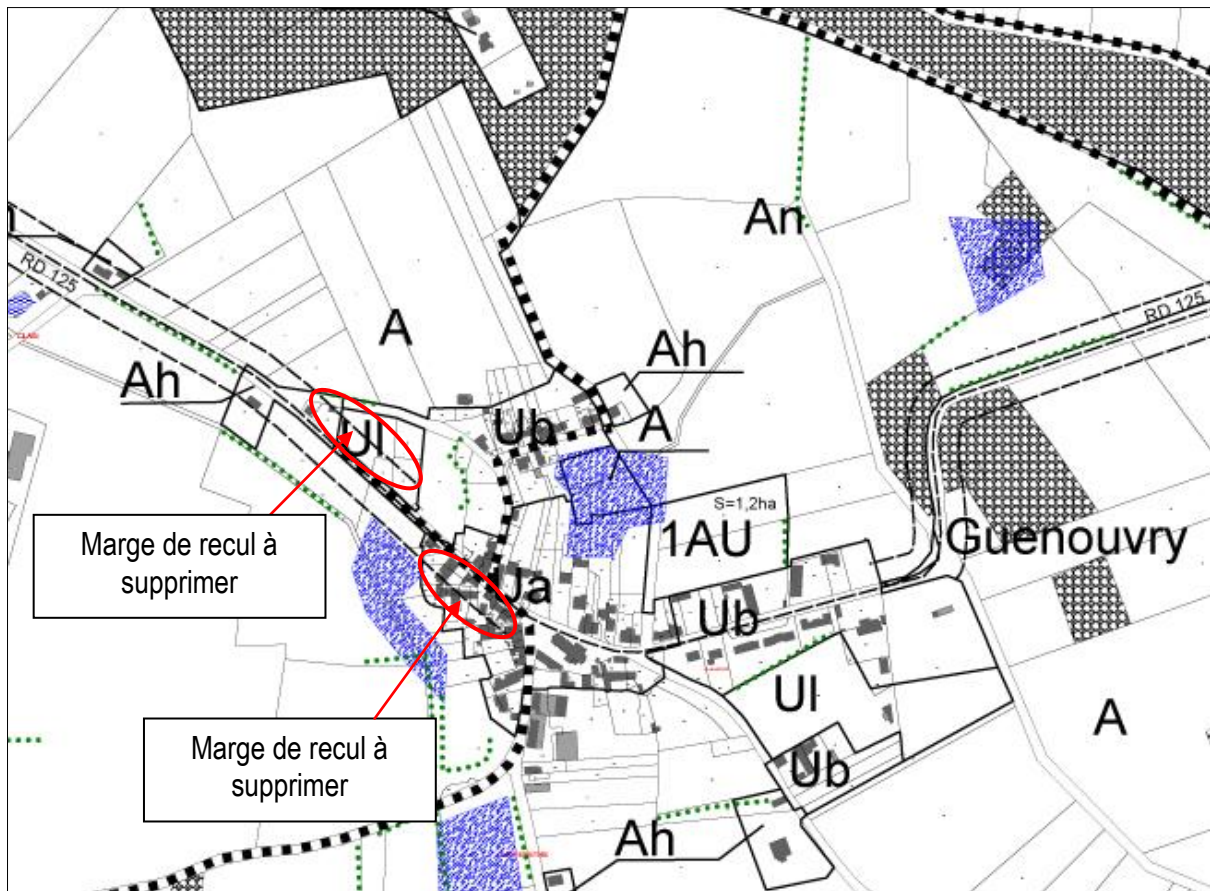 An
RD 125
RD 125
A
Ah
Ah
Ul
Ub
A
S=1,2ha
1AU
Guenouvry
Marge de recul à
supprimer
Ua
Ub
Ul
A
Marge de recul à
supprimer
Ub
Ah